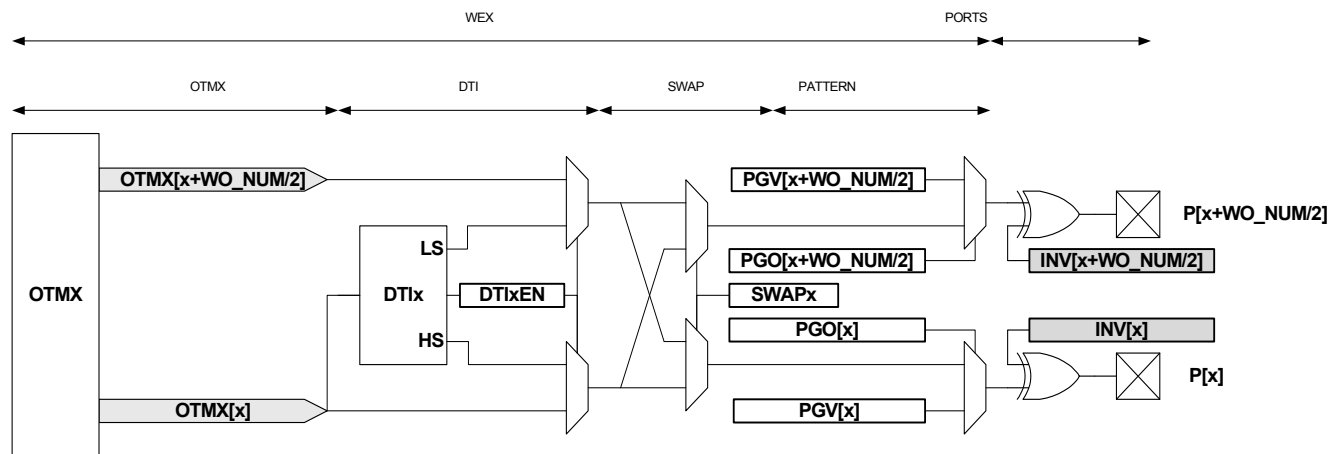 WEX PORTS
OTMX DTI SWAP PATTERN
OTMX[x+WO_NUM/2] PGV[x+WO_NUM/2]
P[x+WO_NUM/2]
LS PGO[x+WO_NUM/2] INV[x+WO_NUM/2]
OTMX DTIx DTIxEN SWAPx
HS PGO[x] INV[x]
P[x]
OTMX[x] PGV[x]